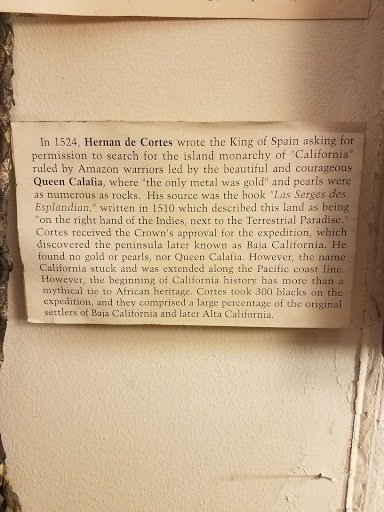 In 1524, Hernan de Cortes wrote the King of Spain asking for
permission to search for the island monarchy of "California"
ruled by Amazon warriors led by the beautiful and courageous
Queen Calafia, where "the only metal was gold" and pearls were
as numerous as rocks. His source was the book "Las Serges des
Esplandian," written in 1510 which described this land as being
"on the right hand of the Indies, next to the Terrestrial Paradise."
Cortes received the Crown's approval for the expedition, which
discovered the peninsula later known as Baja California. He
found no gold or pearls, nor Queen Calafia. However, the name
California stuck and was extended along the Pacific coast line.
However, the beginning of California history has more than a
mythical tie to African heritage. Cortes took 300 blacks on the
expedition, and they comprised a large percentage of the original
settlers of Baja California and later Alta California.